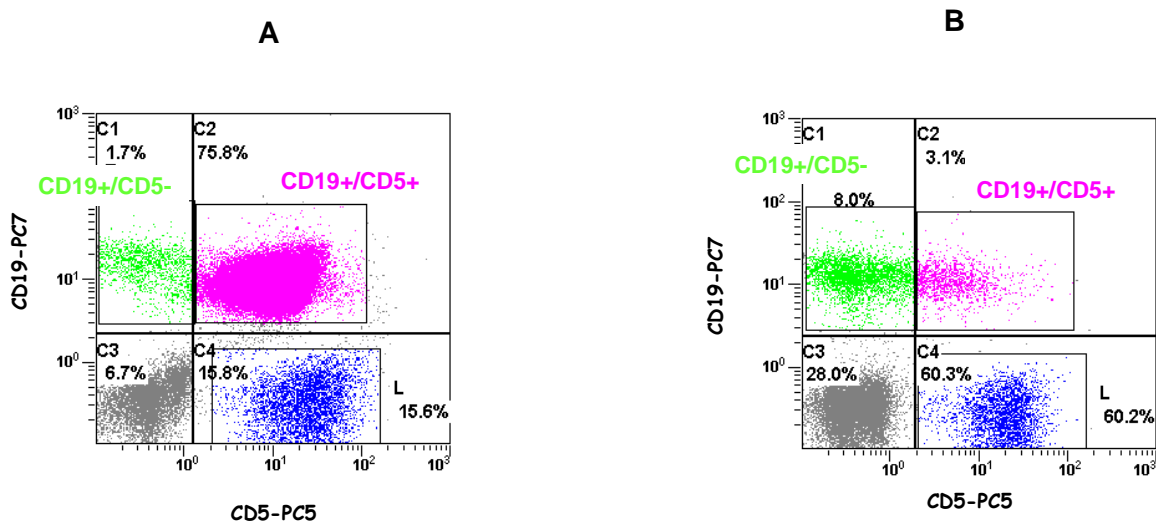 A
10³
C1
1.7%
C2
75.8%
CD19+/CD5-
CD19+/CD5+
10¹
CD19-PC7
10⁰
C3
6.7%
C4
15.8%
L
15.6%
10⁰
10¹
10²
10³
CD5-PC5
B
10³
C1
C2
3.1%
CD19+/CD5-
CD19+/CD5+
8.0%
10²
10¹
CD19-PC7
10⁰
C3
28.0%
C4
60.3%
L
60.2%
10⁰
10¹
10²
10³
CD5-PC5